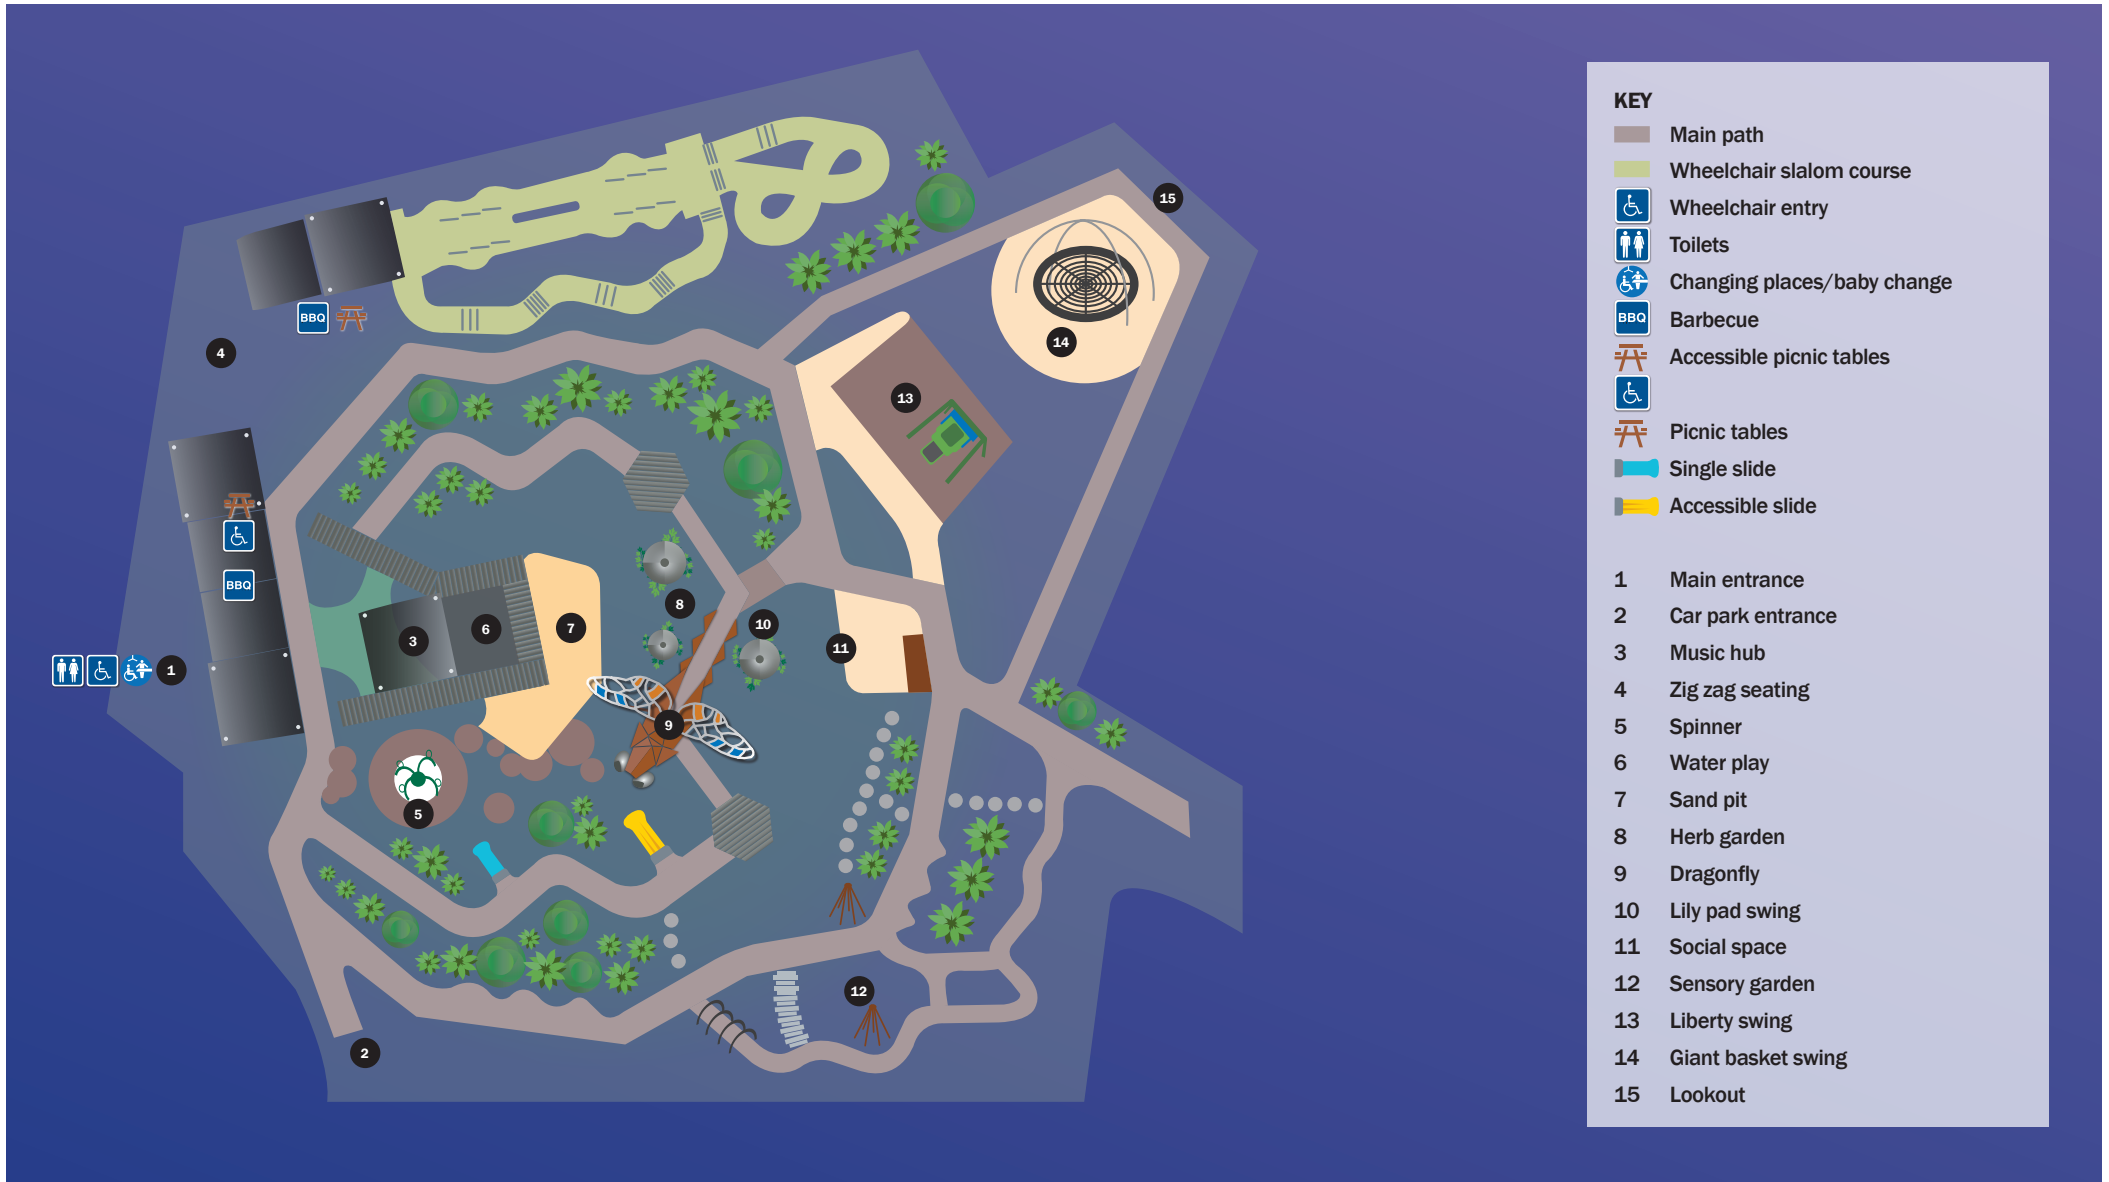 15
14
13
BBQ
4
BBQ
1
3
6
7
8
10
11
9
5
12
2
KEY
Main path
Wheelchair slalom course
Wheelchair entry
Toilets
Changing places/baby change
BBQ Barbecue
Accessible picnic tables
Picnic tables
Single slide
Accessible slide
1 Main entrance
2 Car park entrance
3 Music hub
4 Zig zag seating
5 Spinner
6 Water play
7 Sand pit
8 Herb garden
9 Dragonfly
10 Lily pad swing
11 Social space
12 Sensory garden
13 Liberty swing
14 Giant basket swing
15 Lookout